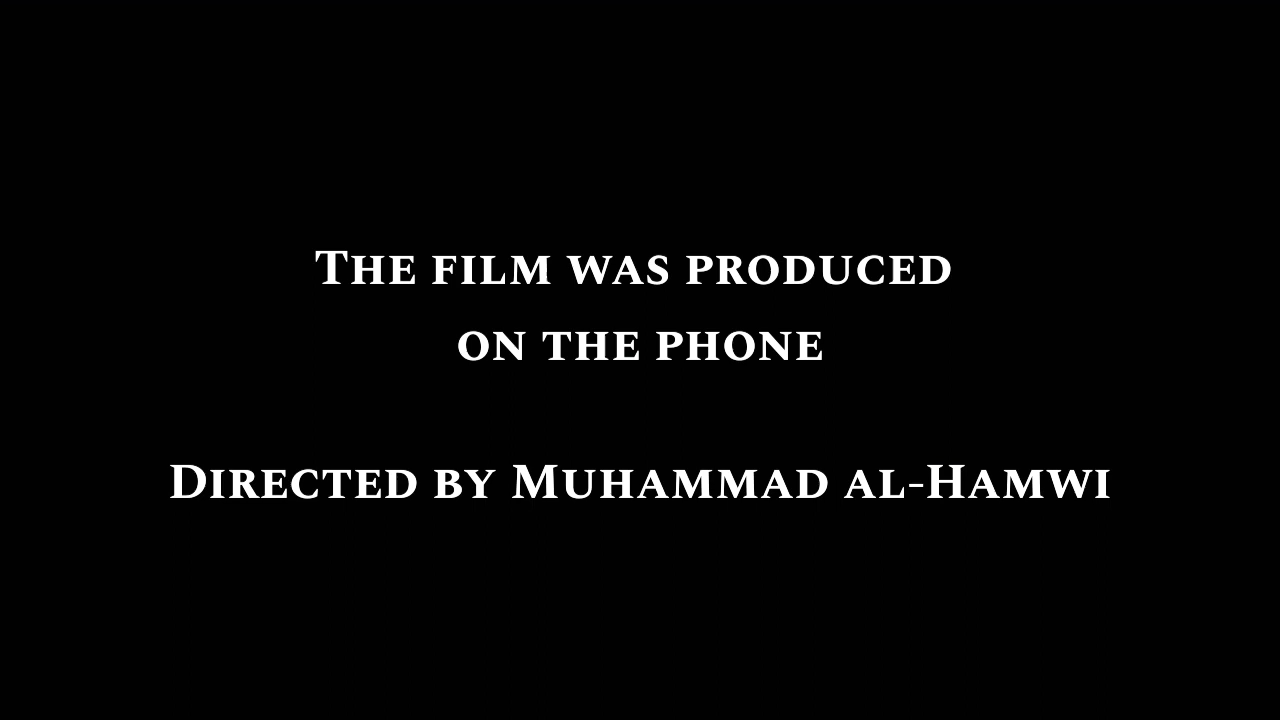 The film was produced
on the phone
Directed by Muhammad al-Hamwi